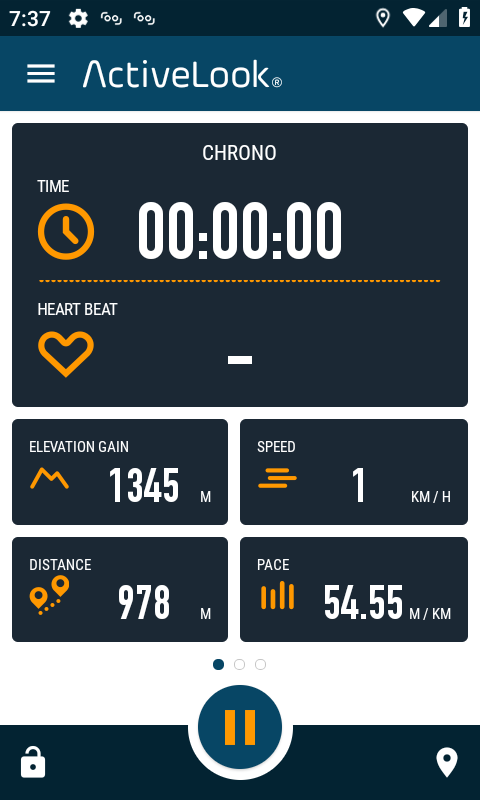 7:37
ActiveLook®
CHRONO
TIME
00:00:00
HEART BEAT
-
ELEVATION GAIN
1345 M
SPEED
1 KM / H
DISTANCE
978 M
PACE
54.55 M / KM